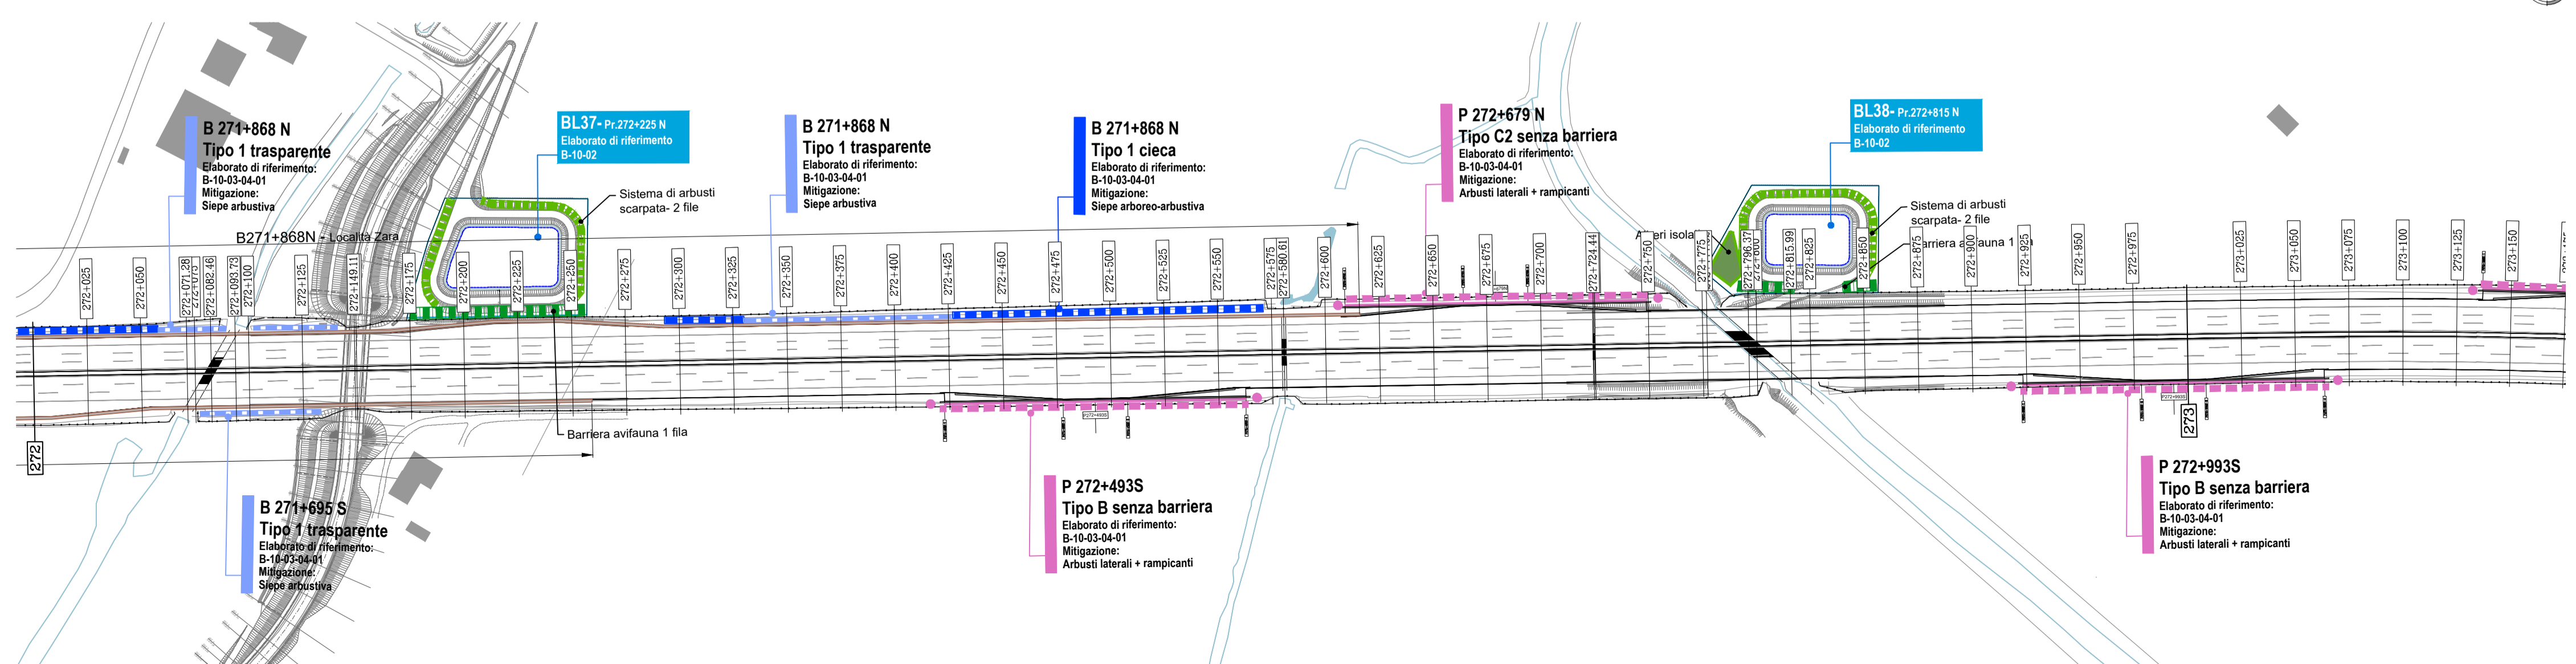 B 271+868 N
Tipo 1 trasparente
Elaborato di riferimento:
B-10-03-04-01
Mitigazione:
Siepe arbustiva
BL37- Pr.272+225 N
Elaborato di riferimento
B-10-02
Sistema di arbusti
scarpata- 2 file
B 271+868 N
Tipo 1 trasparente
Elaborato di riferimento:
B-10-03-04-01
Mitigazione:
Siepe arbustiva
B 271+868 N
Tipo 1 cieca
Elaborato di riferimento:
B-10-03-04-01
Mitigazione:
Siepe arboreo-arbustiva
P 272+679 N
Tipo C2 senza barriera
Elaborato di riferimento:
B-10-03-04-01
Mitigazione:
Arbusti laterali + rampicanti
BL38- Pr.272+815 N
Elaborato di riferimento
B-10-02
Sistema di arbusti
scarpata- 2 file
B271+868N - Località Zara
272+025
272+050
272+071.28
272+082.46
272+093.73
272+100
272+125
272+149.11
272+175
272+200
272+225
272+250
272+275
272+300
272+325
272+350
272+375
272+400
272+425
272+450
272+475
272+500
272+525
272+550
272+575
272+580.61
272+600
272+625
272+650
272+675
272+700
272+724.44
272+750
272+775
272+796.37
272+800
272+815.99
272+825
272+850
272+875
272+900
272+925
272+950
272+975
273+025
273+050
273+075
273+100
273+125
273+150
Barriera avifauna 1 fila
272
273
P272+493S
P272+993S
B 271+695 S
Tipo 1 trasparente
Elaborato di riferimento:
B-10-03-04-01
Mitigazione:
Siepe arbustiva
P 272+493S
Tipo B senza barriera
Elaborato di riferimento:
B-10-03-04-01
Mitigazione:
Arbusti laterali + rampicanti
P 272+993S
Tipo B senza barriera
Elaborato di riferimento:
B-10-03-04-01
Mitigazione:
Arbusti laterali + rampicanti